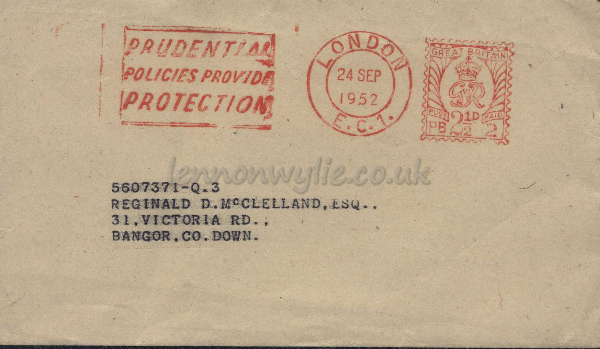 PRUDENTIAL
POLICIES PROVIDE
PROTECTION
LONDON
24 SEP
1952
E.C.1.
GREAT BRITAIN
GR
POST PAID
2½D
B 2
lennonwylie.co.uk
5607371-Q.3
REGINALD D.McCLELLAND,ESQ.,
31,VICTORIA RD.,
BANGOR,CO.DOWN.